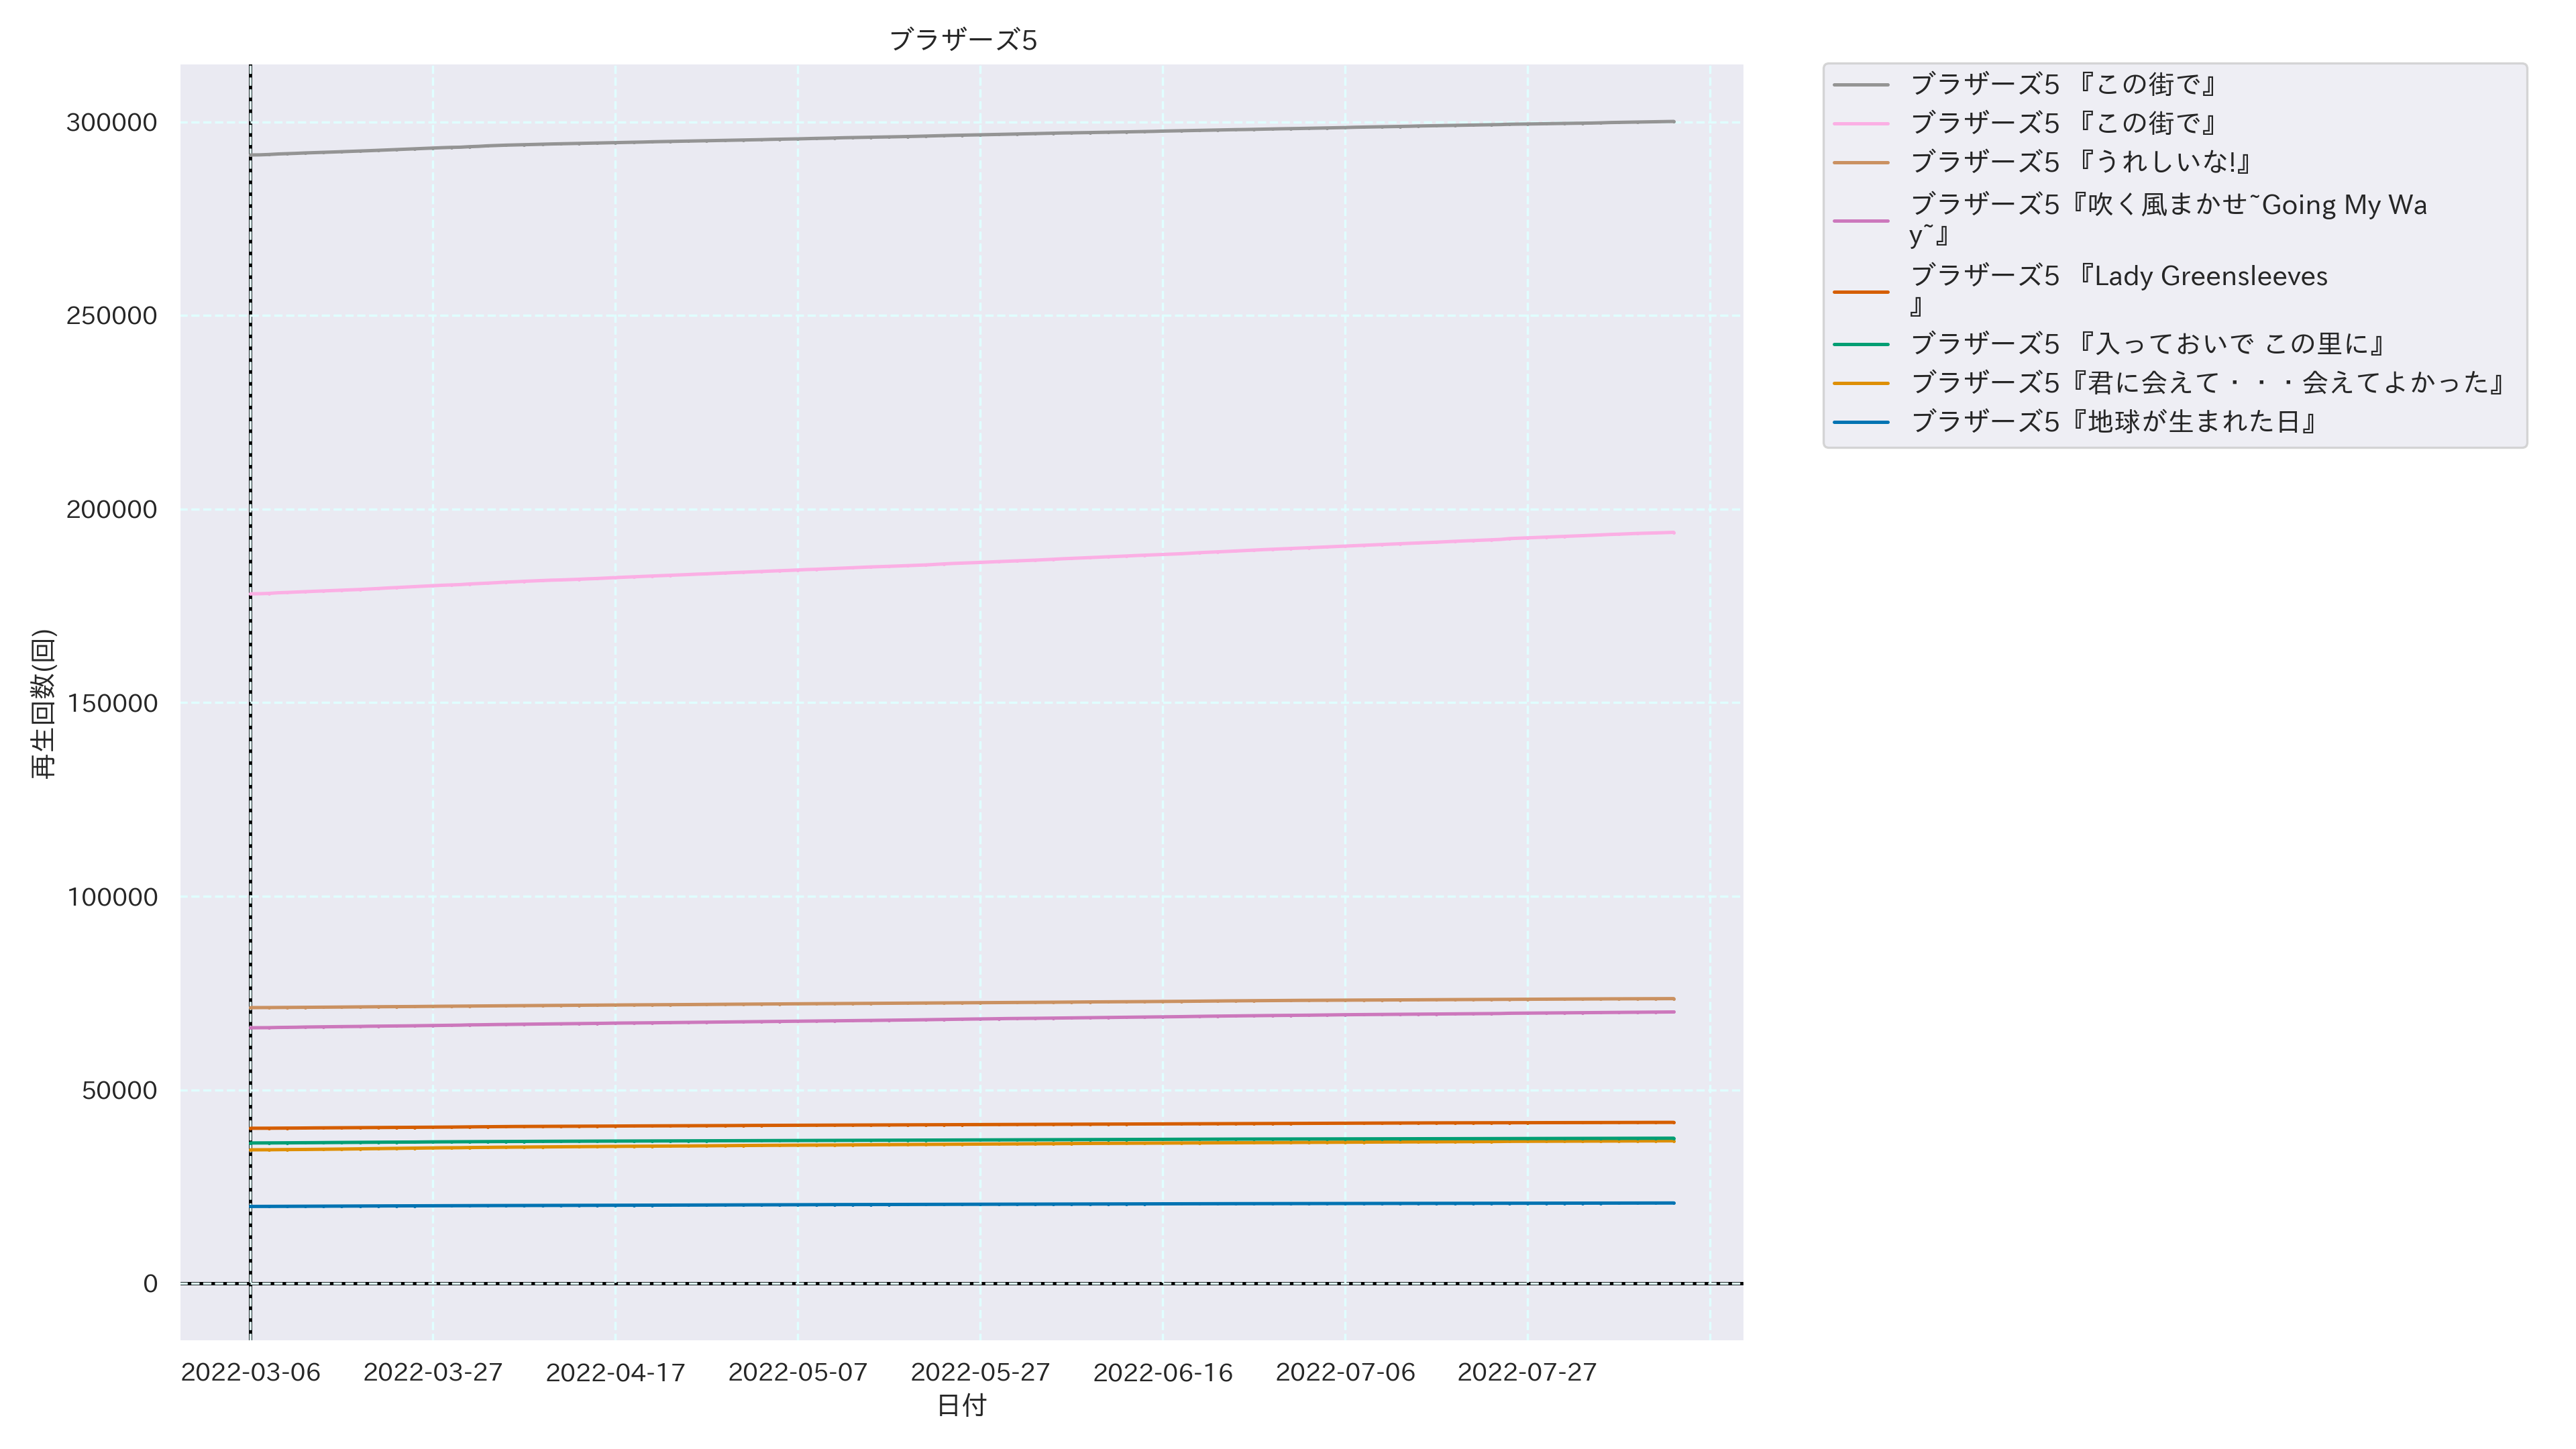 ブラザーズ5
300000
250000
200000
150000
100000
50000
0
再生回数(回)
2022-03-06 2022-03-27 2022-04-17 2022-05-07 2022-05-27 2022-06-16 2022-07-06 2022-07-27
日付
ブラザーズ5 『この街で』
ブラザーズ5 『この街で』
ブラザーズ5 『うれしいな!』
ブラザーズ5『吹く風まかせ~Going My Wa
y~』
ブラザーズ5 『Lady Greensleeves
』
ブラザーズ5 『入っておいで この里に』
ブラザーズ5『君に会えて・・・会えてよかった』
ブラザーズ5『地球が生まれた日』